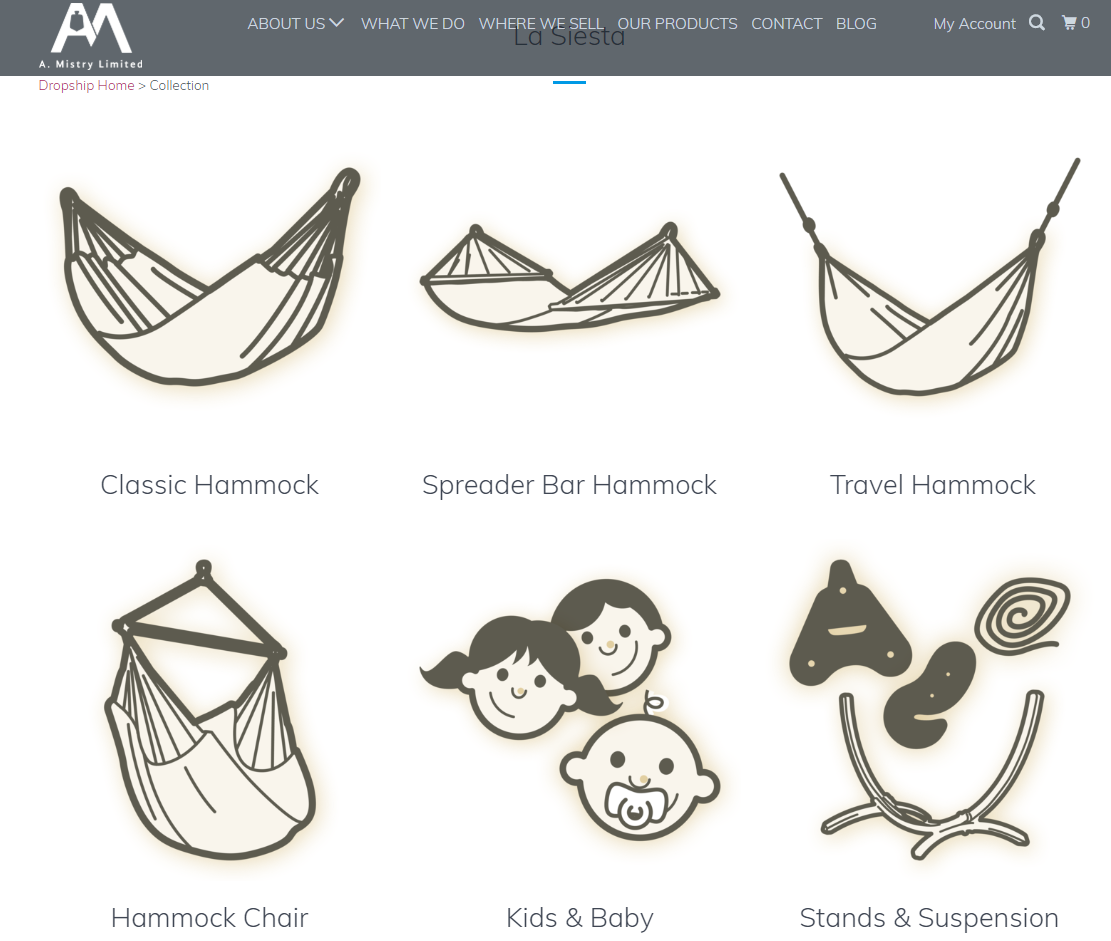 A. Mistry Limited
ABOUT US WHAT WE DO WHERE WE SELL OUR PRODUCTS CONTACT BLOG My Account 0
La Siesta
Dropship Home > Collection
Classic Hammock Spreader Bar Hammock Travel Hammock
Hammock Chair Kids & Baby Stands & Suspension